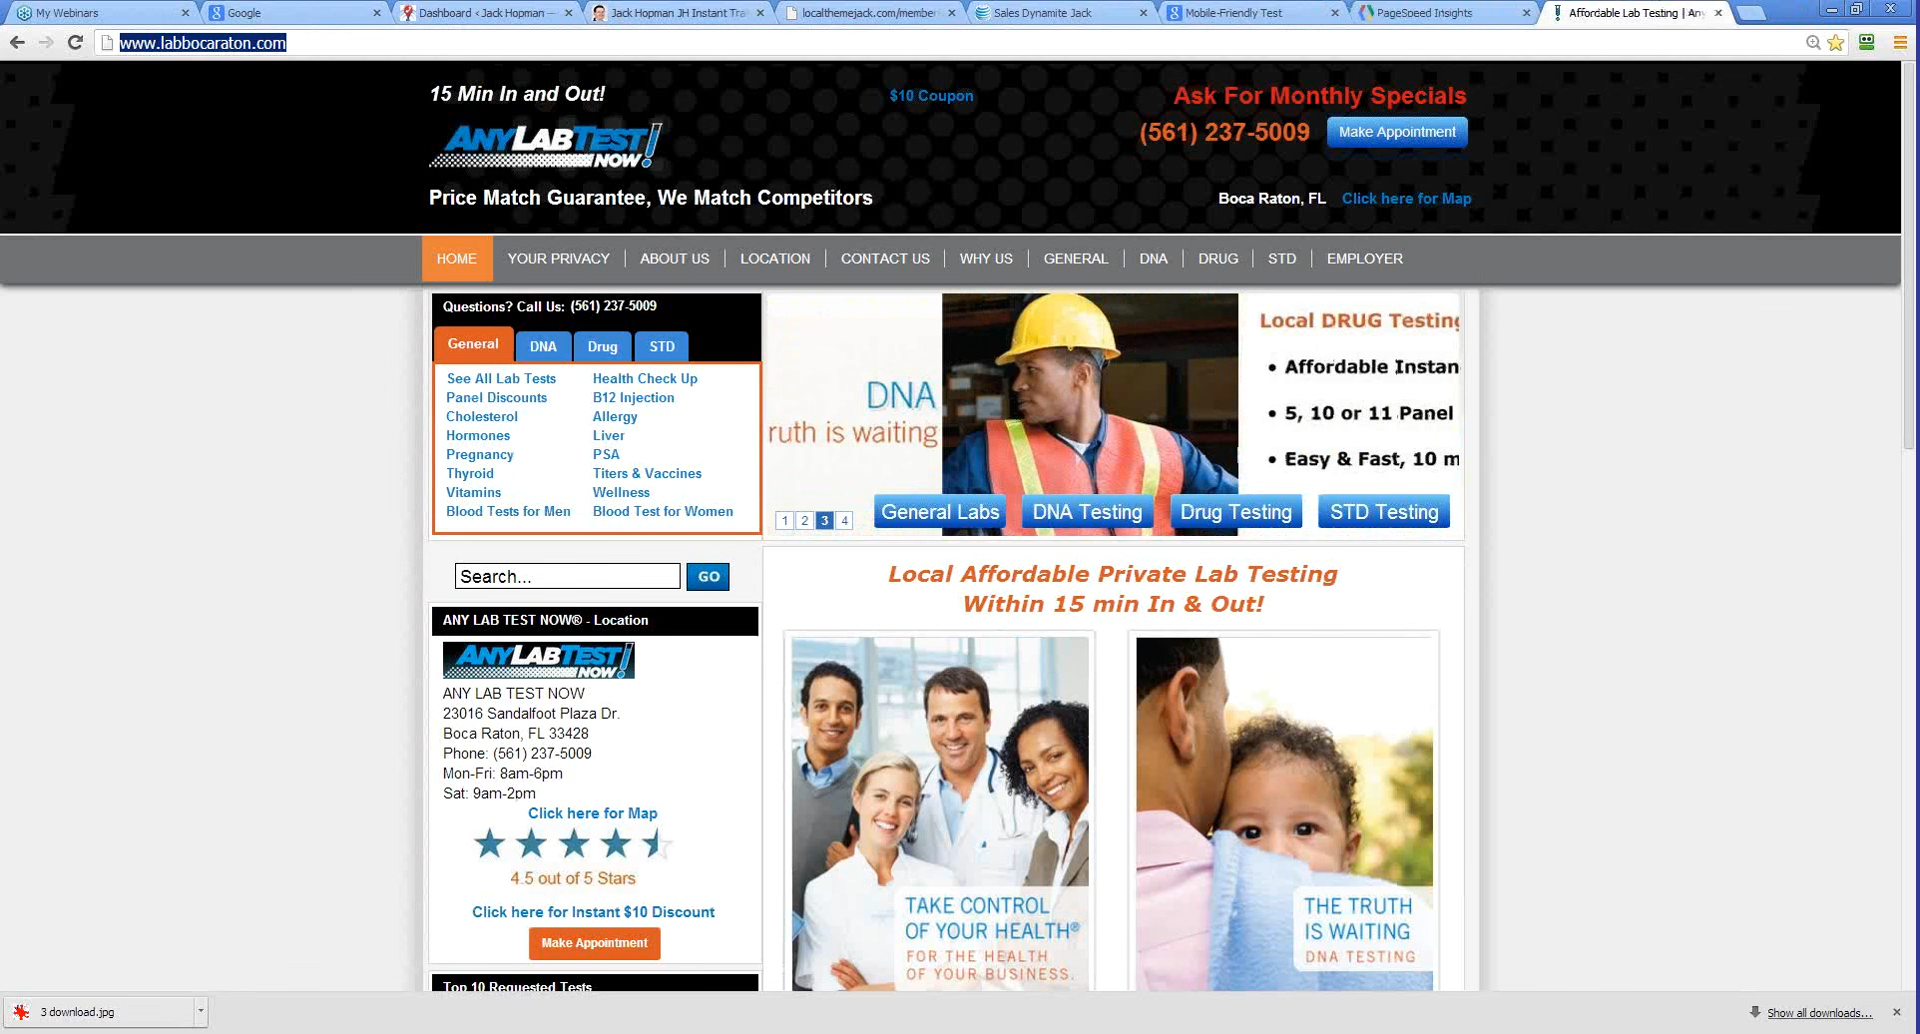 My Webinars
Google
Dashboard ‹ Jack Hopman —
Jack Hopman JH Instant Tra
localthemejack.com/member
Sales Dynamite Jack
Mobile-Friendly Test
PageSpeed Insights
Affordable Lab Testing | An
www.labbocaraton.com
15 Min In and Out!
$10 Coupon
Ask For Monthly Specials
ANYLABTEST NOW!
(561) 237-5009
Make Appointment
Price Match Guarantee, We Match Competitors
Boca Raton, FL
Click here for Map
HOME
YOUR PRIVACY
ABOUT US
LOCATION
CONTACT US
WHY US
GENERAL
DNA
DRUG
STD
EMPLOYER
Questions? Call Us: (561) 237-5009
General
DNA
Drug
STD
See All Lab Tests
Health Check Up
Panel Discounts
B12 Injection
Cholesterol
Allergy
Hormones
Liver
Pregnancy
PSA
Thyroid
Titers & Vaccines
Vitamins
Wellness
Blood Tests for Men
Blood Test for Women
DNA
ruth is waiting
Local DRUG Testing
• Affordable Instan
• 5, 10 or 11 Panel
• Easy & Fast, 10 m
1 2 3 4
General Labs
DNA Testing
Drug Testing
STD Testing
Search...
GO
Local Affordable Private Lab Testing
Within 15 min In & Out!
ANY LAB TEST NOW® - Location
ANYLABTEST NOW!
ANY LAB TEST NOW
23016 Sandalfoot Plaza Dr.
Boca Raton, FL 33428
Phone: (561) 237-5009
Mon-Fri: 8am-6pm
Sat: 9am-2pm
Click here for Map
4.5 out of 5 Stars
Click here for Instant $10 Discount
Make Appointment
Top 10 Requested Tests
TAKE CONTROL
OF YOUR HEALTH®
FOR THE HEALTH
OF YOUR BUSINESS.
THE TRUTH
IS WAITING
DNA TESTING
3 download.jpg
Show all downloads...